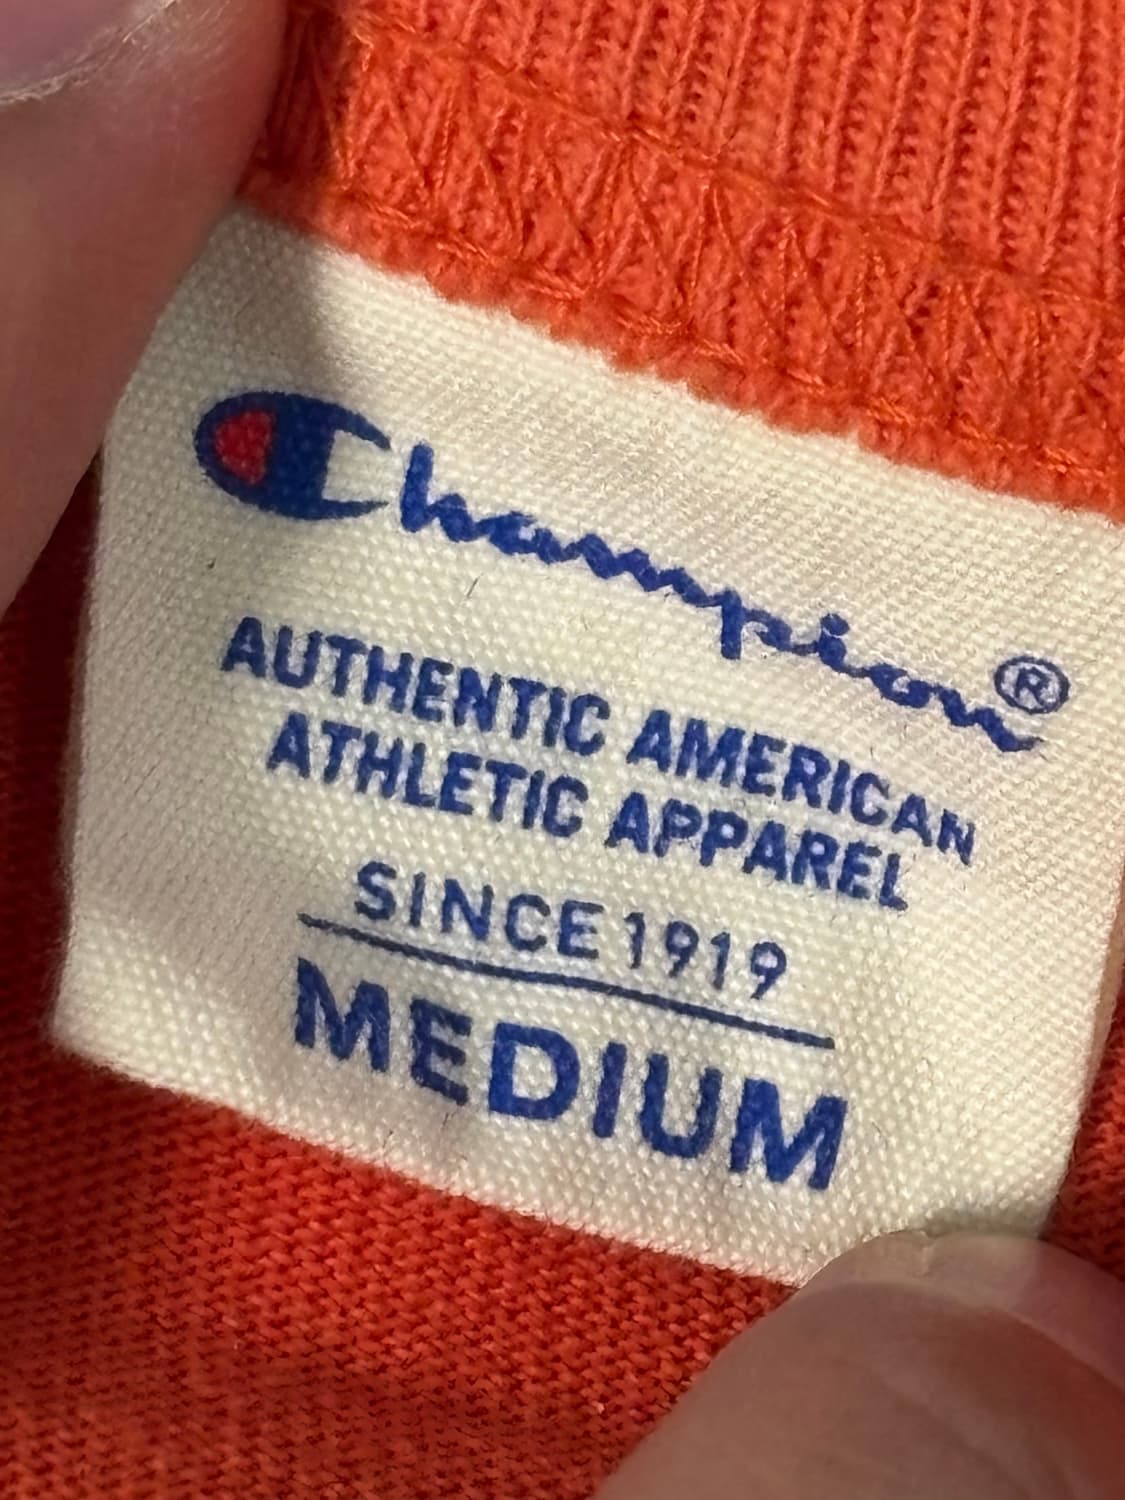 Champion®
AUTHENTIC AMERICAN
ATHLETIC APPAREL
SINCE 1919
MEDIUM